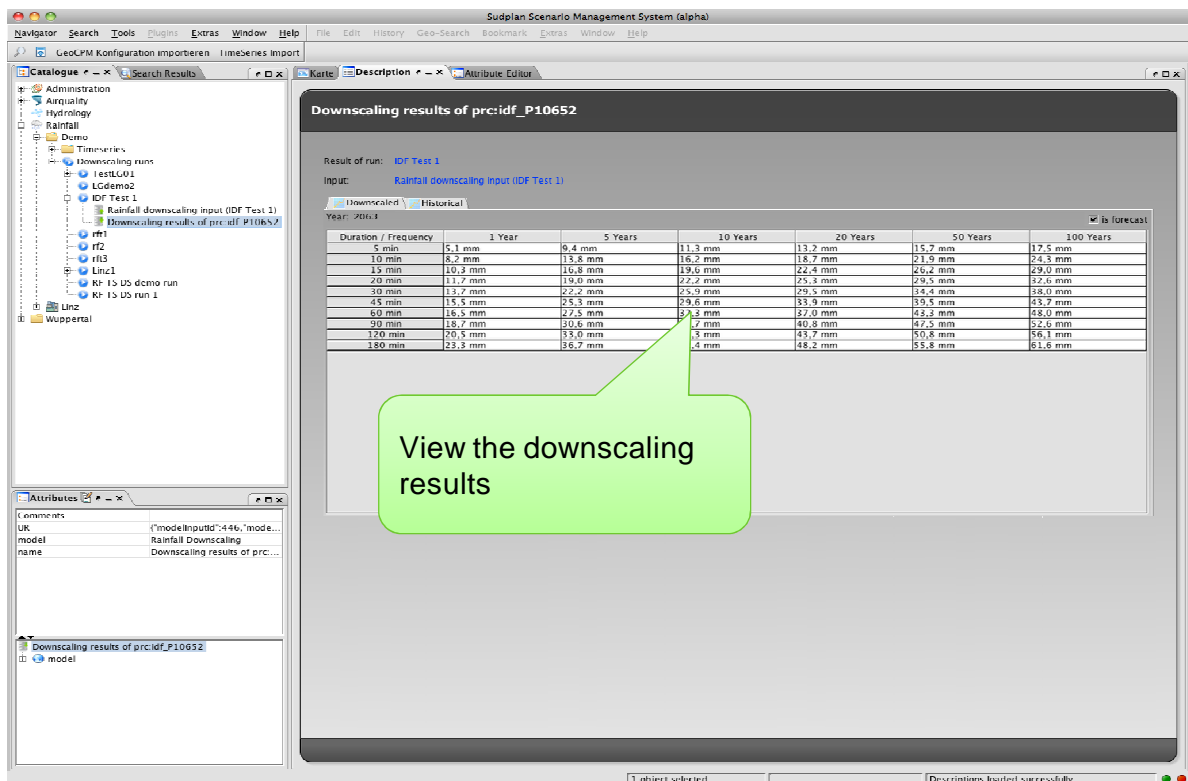 Sudplan Scenario Management System (alpha)
Navigator Search Tools Plugins Extras Window Help File Edit History Geo-Search Bookmark Extras Window Help
GeoCPM Konfiguration importieren TimeSeries Import
Catalogue Search Results
Karte Description Attribute Editor
Administration
Airquality
Hydrology
Rainfall
Demo
Timeseries
Downscaling runs
TestLG01
LGdemo2
IDF Test 1
Rainfall downscaling input (IDF Test 1)
Downscaling results of prc:idf_P10652
rft1
rf2
rft3
Linz1
RF TS DS demo run
RF TS DS run 1
Linz
Wuppertal
Downscaling results of prc:idf_P10652
Result of run: IDF Test 1
Input: Rainfall downscaling input (IDF Test 1)
Downscaled Historical
Year: 2063 is forecast
Duration / Frequency 1 Year 5 Years 10 Years 20 Years 50 Years 100 Years
5 min 5,1 mm 9,4 mm 11,3 mm 13,2 mm 15,7 mm 17,5 mm
10 min 8,2 mm 13,8 mm 16,2 mm 18,7 mm 21,9 mm 24,3 mm
15 min 10,3 mm 16,8 mm 19,6 mm 22,4 mm 26,2 mm 29,0 mm
20 min 11,7 mm 19,0 mm 22,2 mm 25,3 mm 29,5 mm 32,6 mm
30 min 13,7 mm 22,2 mm 25,9 mm 29,5 mm 34,4 mm 38,0 mm
45 min 15,5 mm 25,3 mm 29,6 mm 33,9 mm 39,5 mm 43,7 mm
60 min 16,5 mm 27,5 mm mm 37,0 mm 43,3 mm 48,0 mm
90 min 18,7 mm 30,6 mm ,7 mm 40,8 mm 47,5 mm 52,6 mm
120 min 20,5 mm 33,0 mm ,3 mm 43,7 mm 50,8 mm 56,1 mm
180 min 23,3 mm 36,7 mm ,4 mm 48,2 mm 55,8 mm 61,6 mm
View the downscaling
results
Attributes
Comments
UR {"modelInputId":446,"mode...
model Rainfall Downscaling
name Downscaling results of prc:...
Downscaling results of prc:idf_P10652
model
1 object selected Descriptions loaded successfully